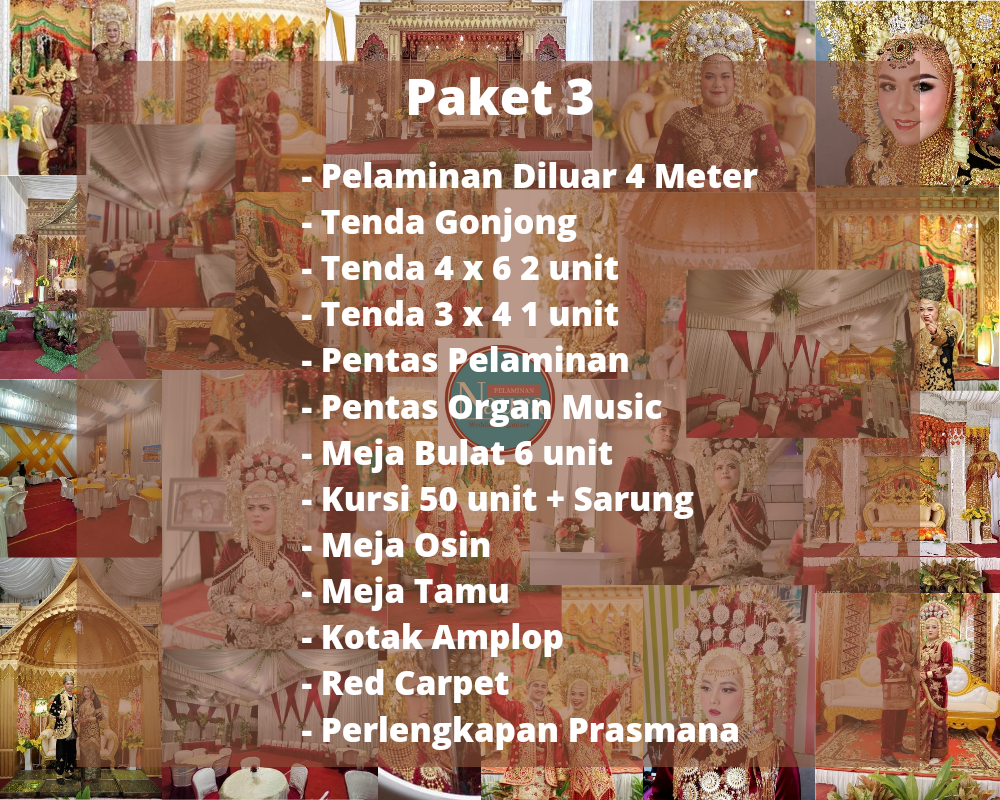 Paket 3
- Pelaminan Diluar 4 Meter
- Tenda Gonjong
- Tenda 4 x 6 2 unit
- Tenda 3 x 4 1 unit
- Pentas Pelaminan
PELAMINAN
- Pentas Organ Music
- Meja Bulat 6 unit
- Kursi 50 unit + Sarung
- Meja Osin
- Meja Tamu
- Kotak Amplop
- Red Carpet
- Perlengkapan Prasmana